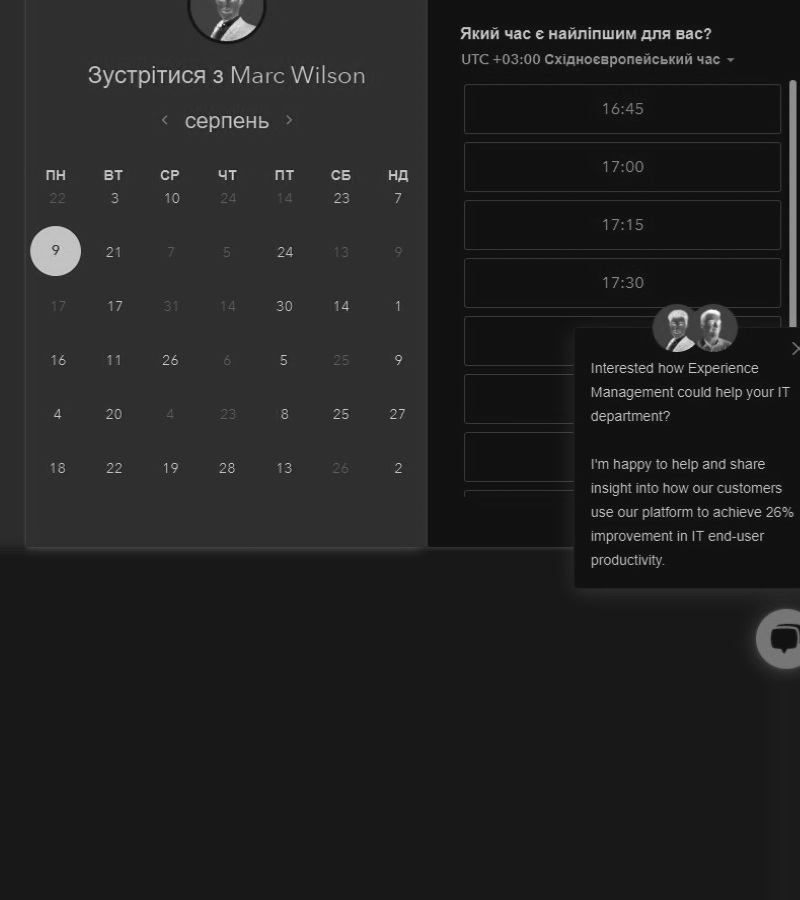 Зустрітися з Marc Wilson
серпень
ПН ВТ СР ЧТ ПТ СБ НД
22 3 10 24 14 23 7
9 21 7 5 24 13 9
17 17 31 14 30 14 1
16 11 26 6 5 25 9
4 20 4 23 8 25 27
18 22 19 28 13 26 2
Який час є найліпшим для вас?
UTC +03:00 Східноєвропейський час
16:45
17:00
17:15
17:30
Interested how Experience
Management could help your IT
department?
I'm happy to help and share
insight into how our customers
use our platform to achieve 26%
improvement in IT end-user
productivity.